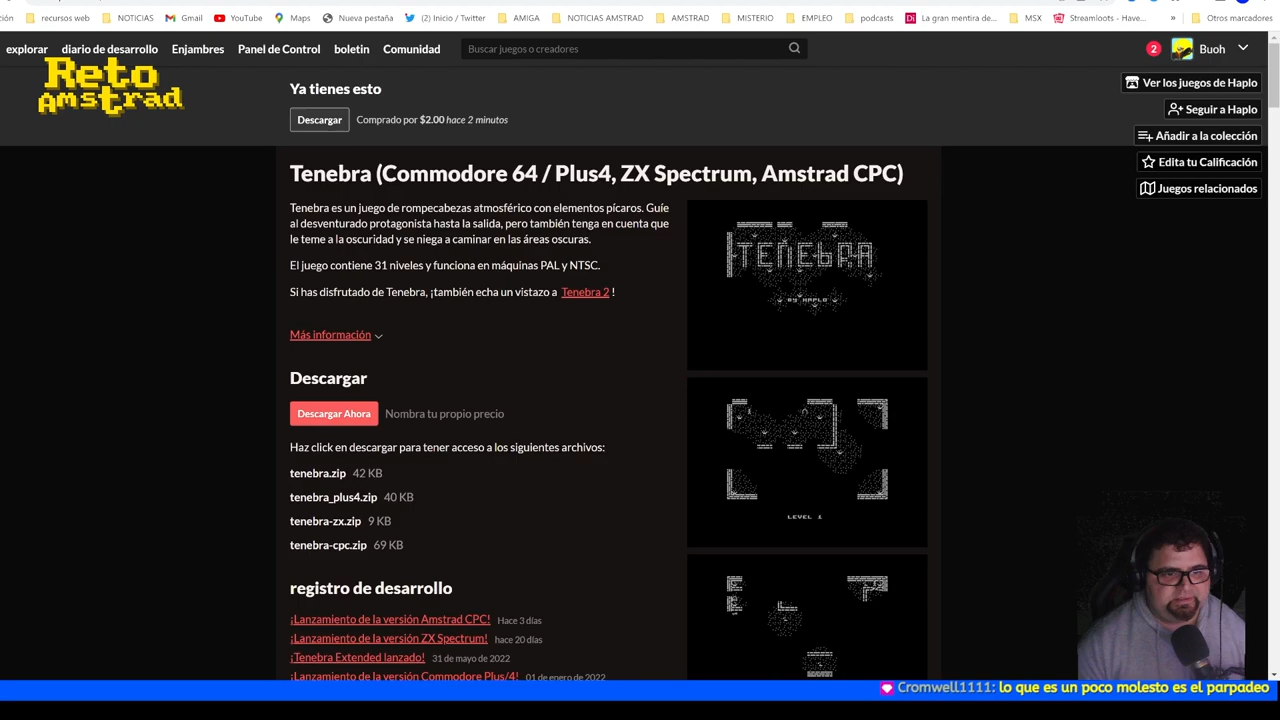 ción
recursos web
NOTICIAS
Gmail
YouTube
Maps
Nueva pestaña
(2) Inicio / Twitter
AMIGA
NOTICIAS AMSTRAD
AMSTRAD
MISTERIO
EMPLEO
podcasts
La gran mentira de...
MSX
Streamloots - Have...
»
Otros marcadores
explorar
diario de desarrollo
Enjambres
Panel de Control
boletin
Comunidad
Buscar juegos o creadores
2
Buoh
Reto
Amstrad
Ya tienes esto
Descargar
Comprado por $2.00 hace 2 minutos
Ver los juegos de Haplo
Seguir a Haplo
Añadir a la colección
Edita tu Calificación
Juegos relacionados
Tenebra (Commodore 64 / Plus4, ZX Spectrum, Amstrad CPC)
Tenebra es un juego de rompecabezas atmosférico con elementos pícaros. Guíe
al desventurado protagonista hasta la salida, pero también tenga en cuenta que
le teme a la oscuridad y se niega a caminar en las áreas oscuras.
El juego contiene 31 niveles y funciona en máquinas PAL y NTSC.
Si has disfrutado de Tenebra, ¡también echa un vistazo a Tenebra 2 !
Más información
Descargar
Descargar Ahora
Nombra tu propio precio
Haz click en descargar para tener acceso a los siguientes archivos:
tenebra.zip 42 KB
tenebra_plus4.zip 40 KB
tenebra-zx.zip 9 KB
tenebra-cpc.zip 69 KB
registro de desarrollo
¡Lanzamiento de la versión Amstrad CPC! Hace 3 días
¡Lanzamiento de la versión ZX Spectrum! hace 20 días
¡Tenebra Extended lanzado! 31 de mayo de 2022
¡Lanzamiento de la versión Commodore Plus/4! 01 de enero de 2022
TENEBRA
BY HAPLO
LEVEL 1
Cromwell1111: lo que es un poco molesto es el parpadeo